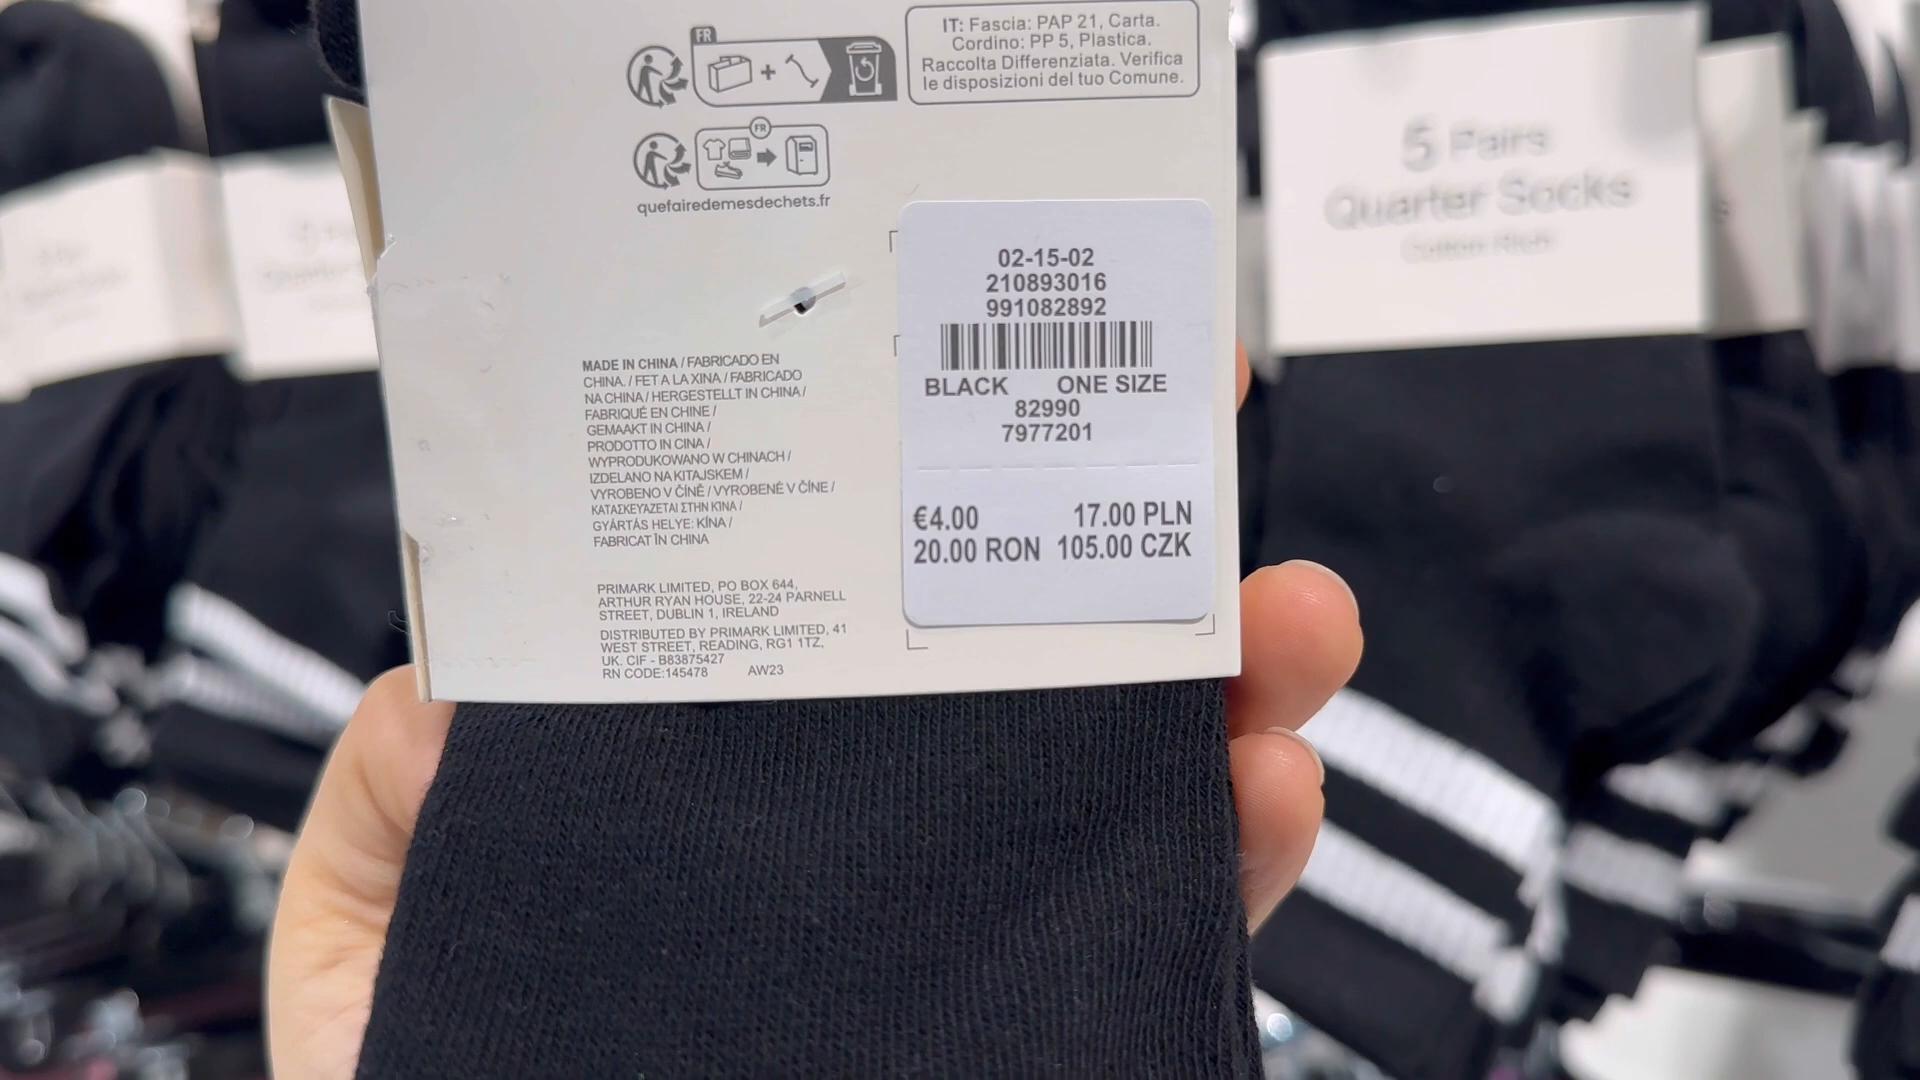 FR
IT: Fascia: PAP 21, Carta.
Cordino: PP 5, Plastica.
Raccolta Differenziata. Verifica
le disposizioni del tuo Comune.
FR
quefairedemesdechets.fr
MADE IN CHINA / FABRICADO EN
CHINA. / FET A LA XINA / FABRICADO
NA CHINA / HERGESTELLT IN CHINA /
FABRIQUÉ EN CHINE /
GEMAAKT IN CHINA /
PRODOTTO IN CINA /
WYPRODUKOWANO W CHINACH /
IZDELANO NA KITAJSKEM /
VYROBENO V ČÍNĚ / VYROBENÉ V ČÍNE /
ΚΑΤΑΣΚΕΥΆΖΕΤΑΙ ΣΤΗΝ ΚΊΝΑ /
GYÁRTÁS HELYE: KÍNA /
FABRICAT ÎN CHINA
PRIMARK LIMITED, PO BOX 644,
ARTHUR RYAN HOUSE, 22-24 PARNELL
STREET, DUBLIN 1, IRELAND
DISTRIBUTED BY PRIMARK LIMITED, 41
WEST STREET, READING, RG1 1TZ,
UK. CIF - B83875427
RN CODE:145478 AW23
02-15-02
210893016
991082892
BLACK ONE SIZE
82990
7977201
€4.00 17.00 PLN
20.00 RON 105.00 CZK
5 Pairs
Quarter Socks
Cotton Rich